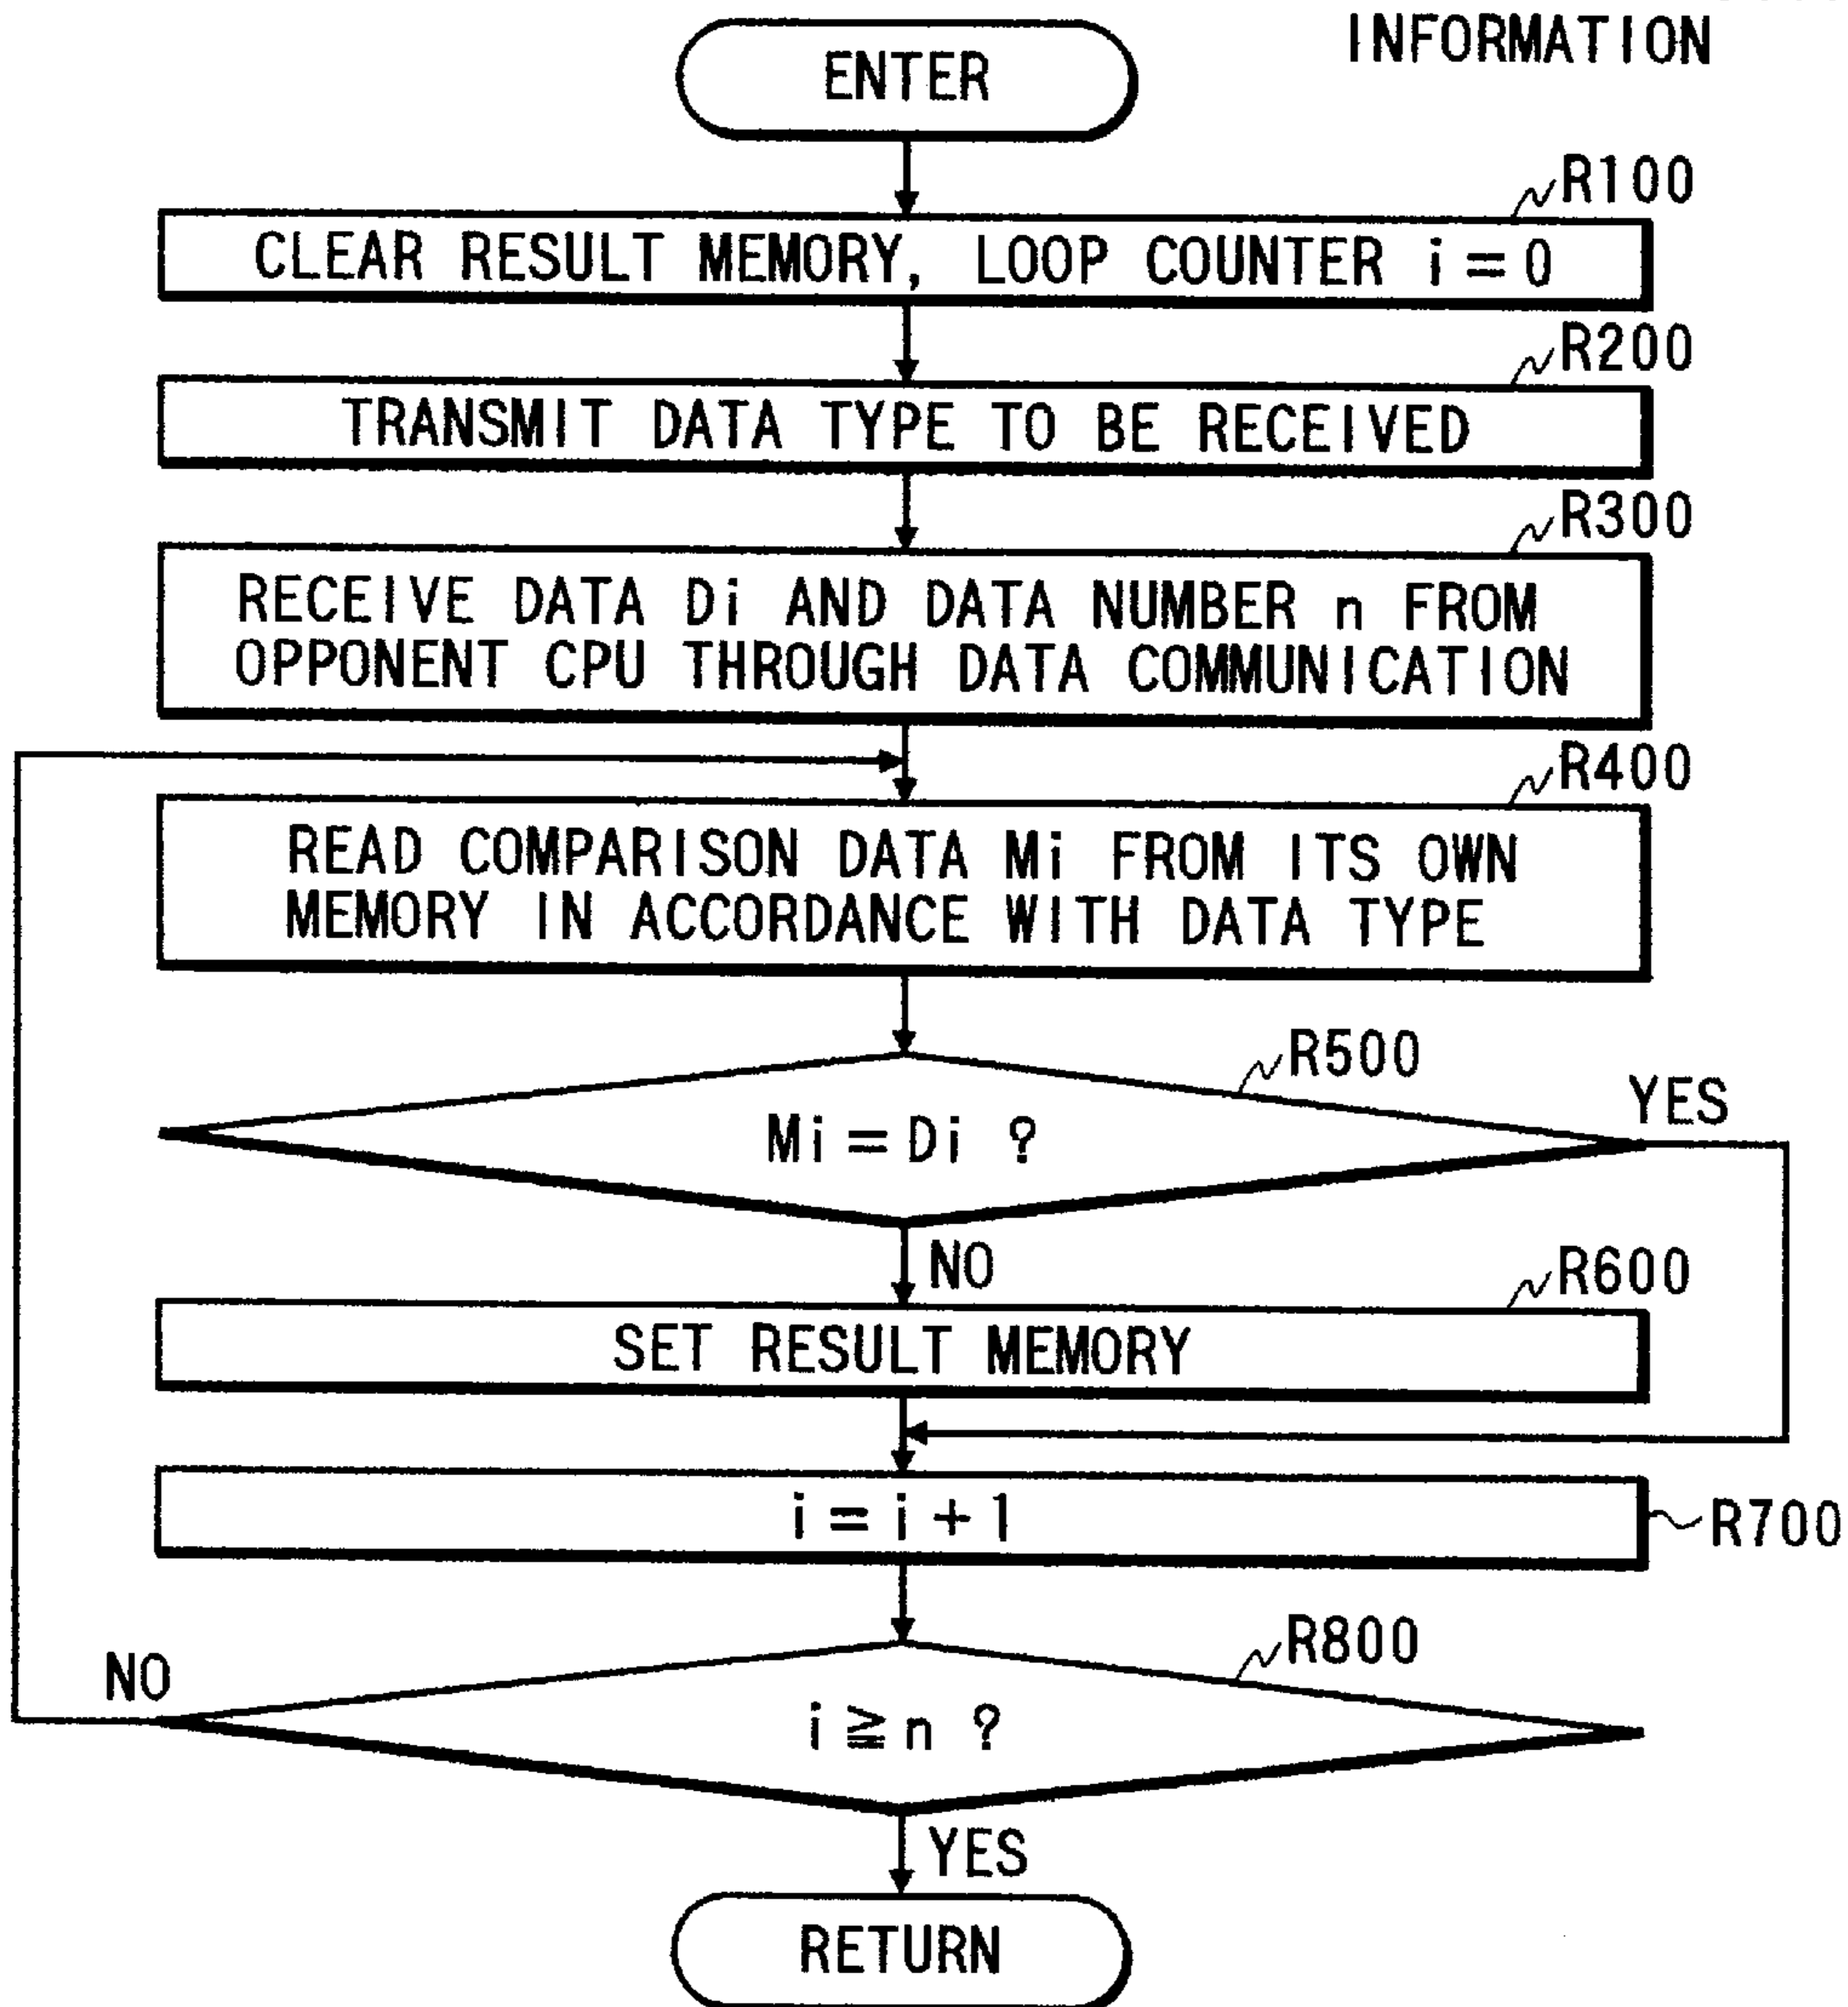 INFORMATION
ENTER
R100
CLEAR RESULT MEMORY, LOOP COUNTER i = 0
R200
TRANSMIT DATA TYPE TO BE RECEIVED
R300
RECEIVE DATA Di AND DATA NUMBER n FROM
OPPONENT CPU THROUGH DATA COMMUNICATION
R400
READ COMPARISON DATA Mi FROM ITS OWN
MEMORY IN ACCORDANCE WITH DATA TYPE
R500
YES
Mi = Di ?
NO
R600
SET RESULT MEMORY
i = i + 1
R700
R800
NO
i ≧ n ?
YES
RETURN